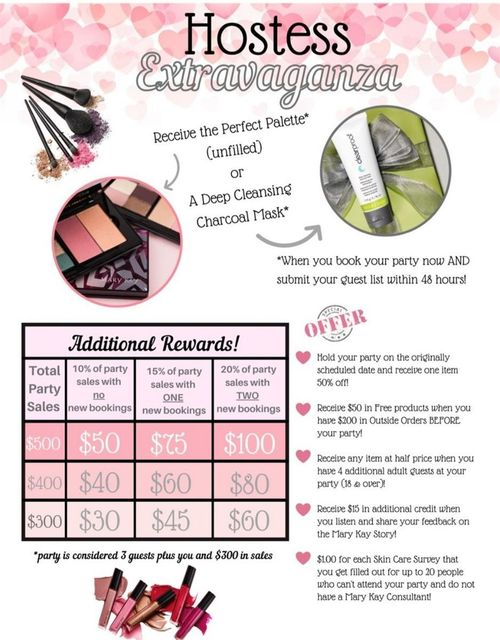 Hostess
Extravaganza
Receive the Perfect Palette*
(unfilled)
or
A Deep Cleansing
Charcoal Mask*
clearproof
MARY KAY
*When you book your party now AND
submit your guest list within 48 hours!
SPECIAL
OFFER
Additional Rewards!
Total
Party
Sales
10% of party
sales with
no
new bookings
15% of party
sales with
ONE
new bookings
20% of party
sales with
TWO
new bookings
$500 $50 $75 $100
$400 $40 $60 $80
$300 $30 $45 $60
*party is considered 3 guests plus you and $300 in sales
Hold your party on the originally
scheduled date and receive one item
50% off!
Receive $50 in Free products when you
have $200 in Outside Orders BEFORE
your party!
Receive any item at half price when you
have 4 additional adult guests at your
party (18 & over)!
Receive $15 in additional credit when
you listen and share your feedback on
the Mary Kay Story!
$1.00 for each Skin Care Survey that
you get filled out for up to 20 people
who can't attend your party and do not
have a Mary Kay Consultant!